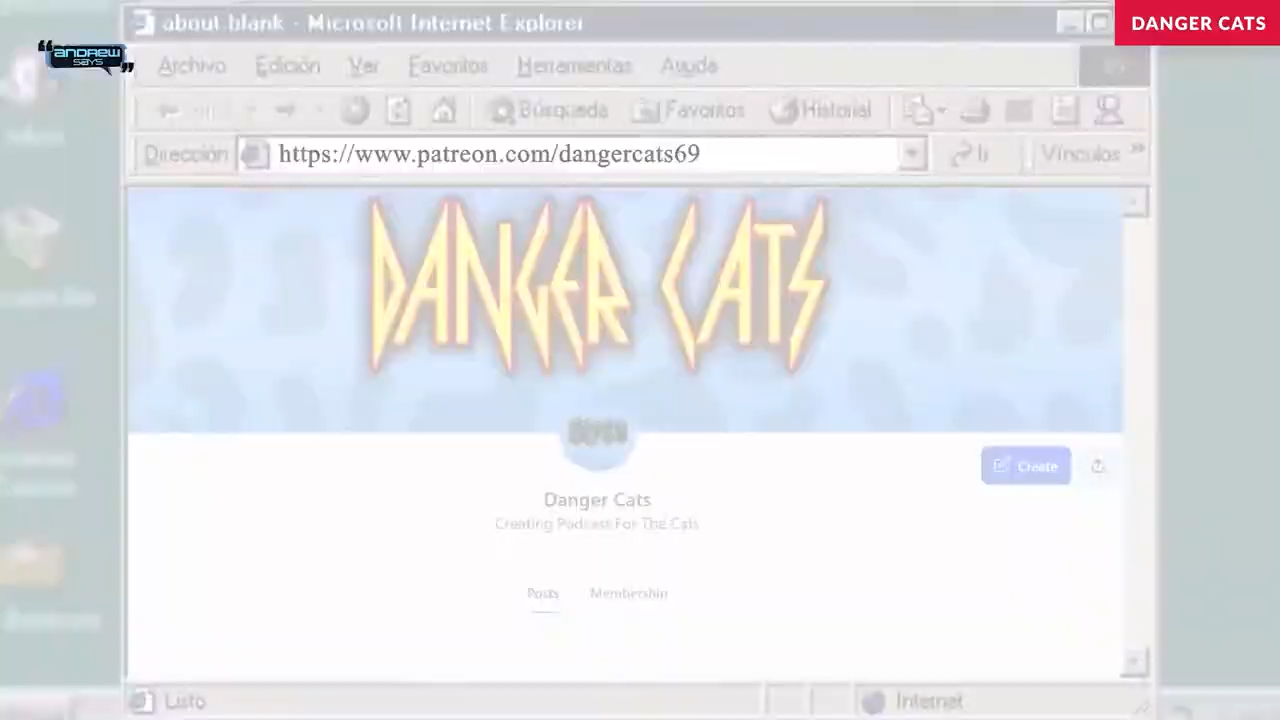 about:blank - Microsoft Internet Explorer
DANGER CATS
ANDREW
SAYS
Archivo Edición Ver Favoritos Herramientas Ayuda
Búsqueda Favoritos Historial
Dirección https://www.patreon.com/dangercats69 Ir Vínculos »
DANGER CATS
Create
Danger Cats
Creating Podcast For The Cats
Posts Membership
Listo Internet